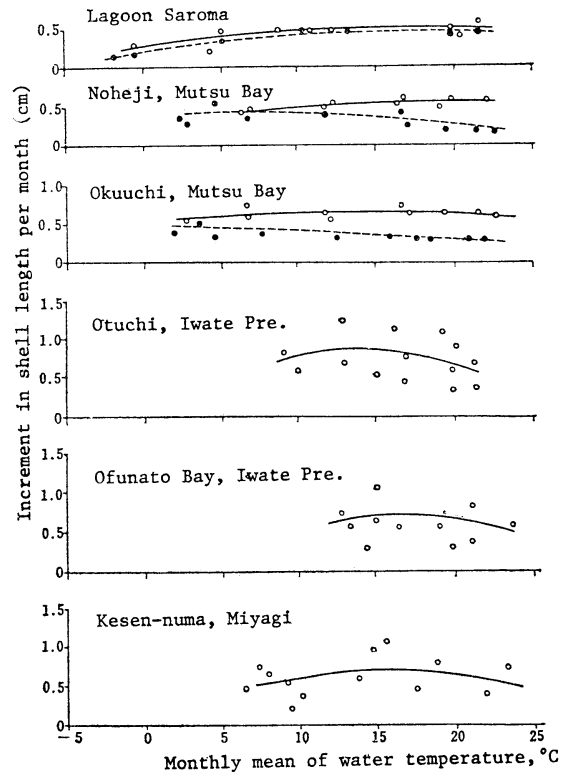 Lagoon Saroma
0.5
0
Noheji, Mutsu Bay
0.5
0
Okuuchi, Mutsu Bay
1.0
0.5
0
Otuchi, Iwate Pre.
1.5
1.0
0.5
0
Ofunato Bay, Iwate Pre.
1.5
1.0
0.5
0
Kesen-numa, Miyagi
1.5
1.0
0.5
0
-5 0 5 10 15 20 25
Monthly mean of water temperature, °C
Increment in shell length per month (cm)